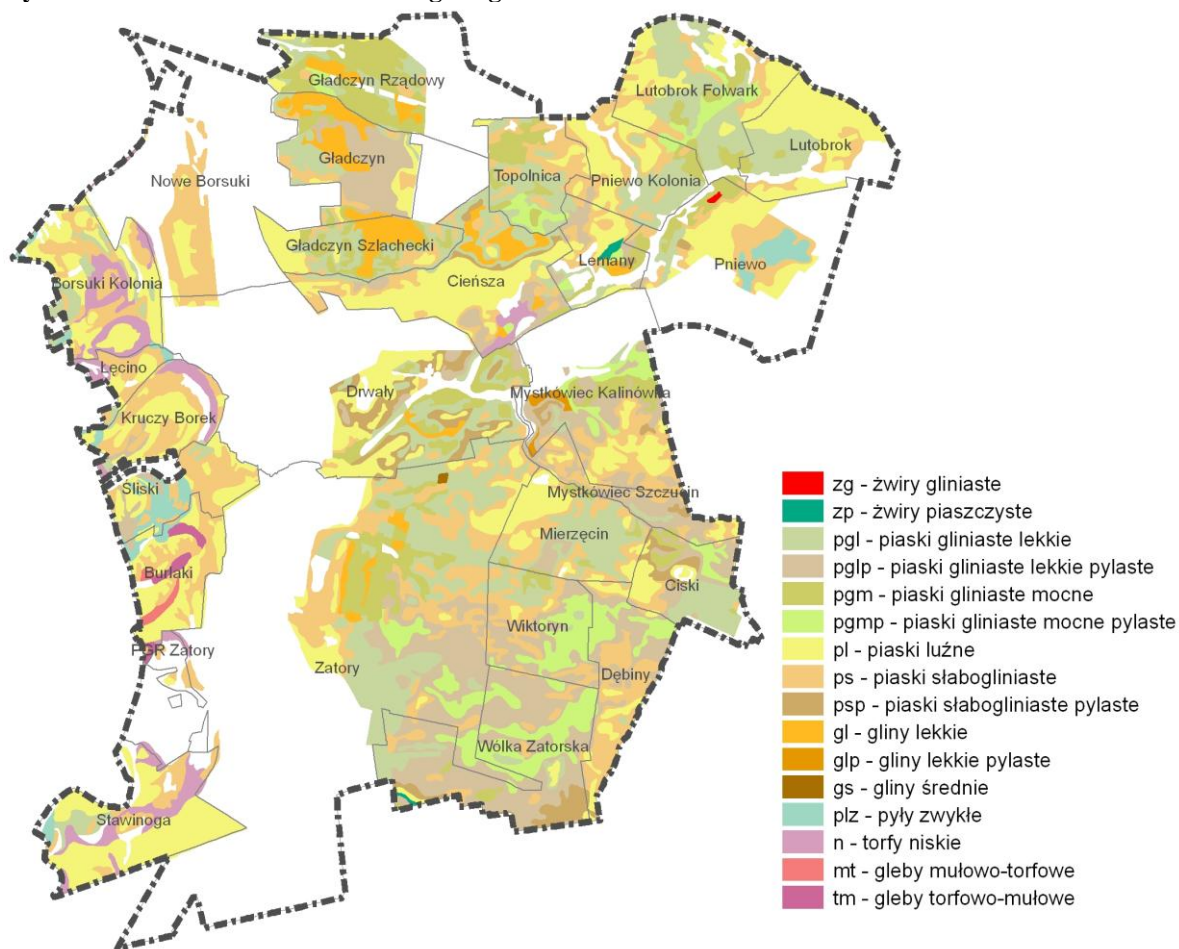 Gładczyn Rządowy
Lutobrok Folwark
Lutobrok
Gładczyn
Nowe Borsuki
Topolnica
Pniewo Kolonia
Gładczyn Szlachecki
Lemany
Pniewo
Cieńsza
Borsuki Kolonia
Łęcino
Drwały
Mystkówiec Kalinówka
Kruczy Borek
Śliski
Mystkówiec Szczucin
Mierzęcin
Burłaki
Ciski
Wiktoryn
PGR Zatory
Zatory
Dębiny
Wólka Zatorska
Stawinoga
zg - żwiry gliniaste
zp - żwiry piaszczyste
pgl - piaski gliniaste lekkie
pglp - piaski gliniaste lekkie pylaste
pgm - piaski gliniaste mocne
pgmp - piaski gliniaste mocne pylaste
pl - piaski luźne
ps - piaski słabogliniaste
psp - piaski słabogliniaste pylaste
gl - gliny lekkie
glp - gliny lekkie pylaste
gs - gliny średnie
plz - pyły zwykłe
n - torfy niskie
mt - gleby mułowo-torfowe
tm - gleby torfowo-mułowe